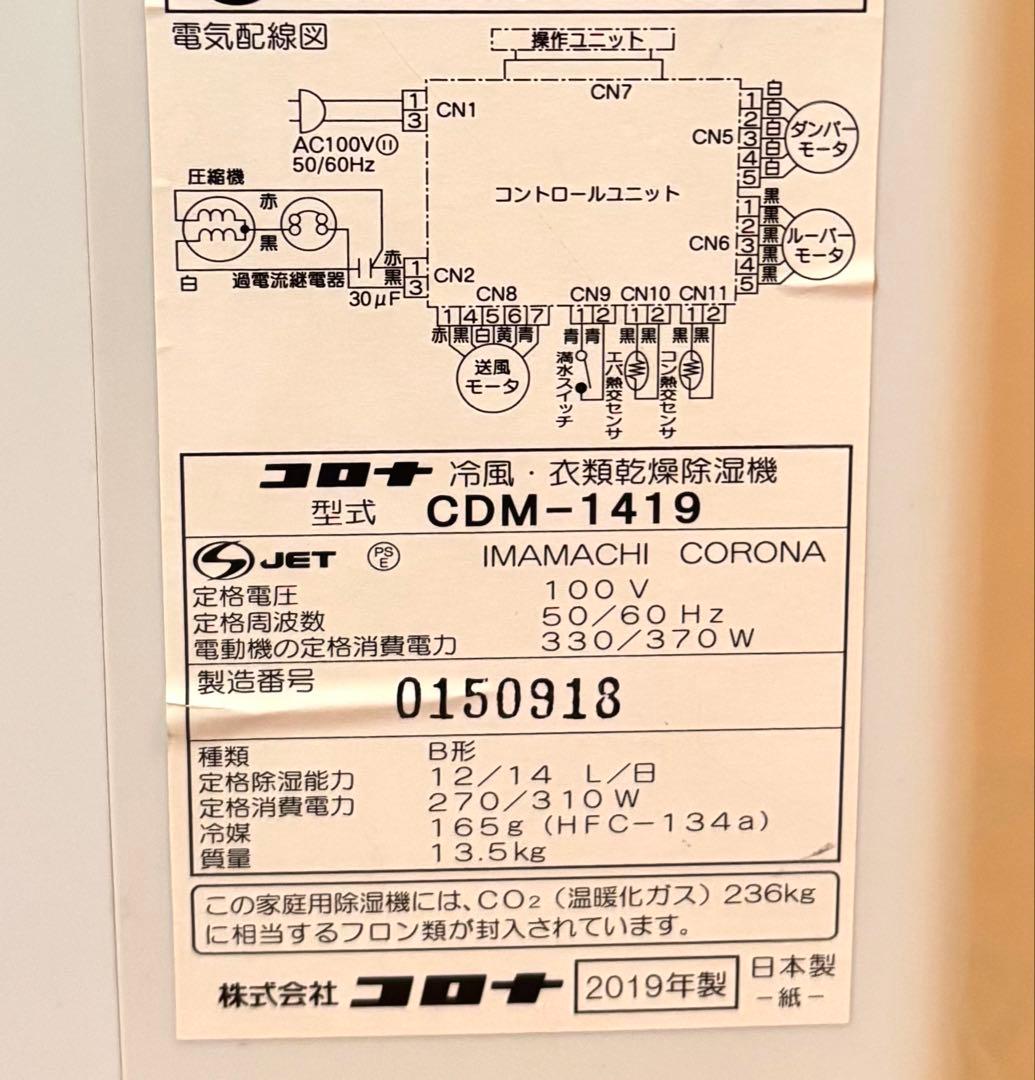 電気配線図
操作ユニット
CN7
1
3
CN1
AC100V
50/60Hz
コントロールユニット
CN5
1
2
3
4
5
白
白
白
白
白
ダンパー
モータ
圧縮機
赤
黒
白
過電流継電器
30μF
赤
黒
1
3
CN2
CN6
1
2
3
4
5
黒
黒
黒
黒
黒
ルーバー
モータ
CN8
1 4 5 6 7
赤 黒 白 黄 青
送風
モータ
CN9 CN10 CN11
1 2 1 2 1 2
青 青 黒 黒 黒 黒
満水スイッチ
エバ熱交センサ
コン熱交センサ
コロナ 冷風・衣類乾燥除湿機
型式 CDM-1419
JET PSE IMAMACHI CORONA
定格電圧 100 V
定格周波数 50/60 Hz
電動機の定格消費電力 330/370 W
製造番号 0150918
種類 B形
定格除湿能力 12/14 L/日
定格消費電力 270/310 W
冷媒 165g (HFC-134a)
質量 13.5kg
この家庭用除湿機には、CO2（温暖化ガス）236kg
に相当するフロン類が封入されています。
株式会社 コロナ 2019年製 日本製
-紙-